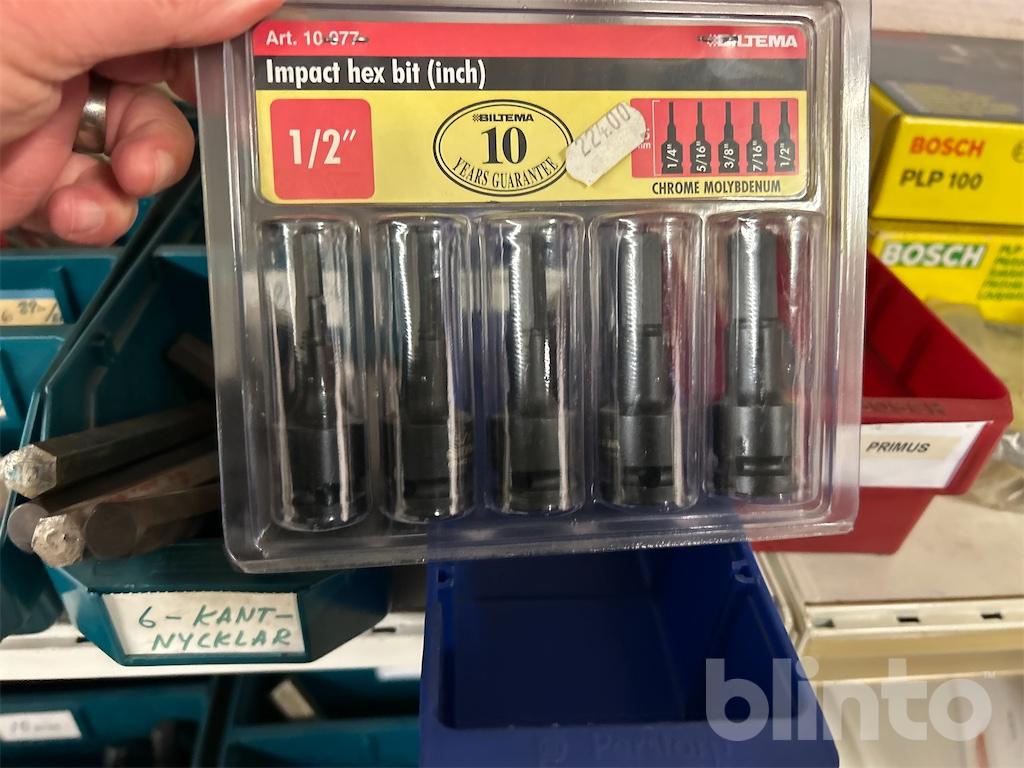 Art. 10-977
BILTEMA
Impact hex bit (inch)
1/2"
BILTEMA
10
YEARS GUARANTEE
224.00
1/4"
5/16"
3/8"
7/16"
1/2"
CHROME MOLYBDENUM
BOSCH
PLP 100
BOSCH
PRIMUS
6-KANT-
NYCKLAR
blinto™